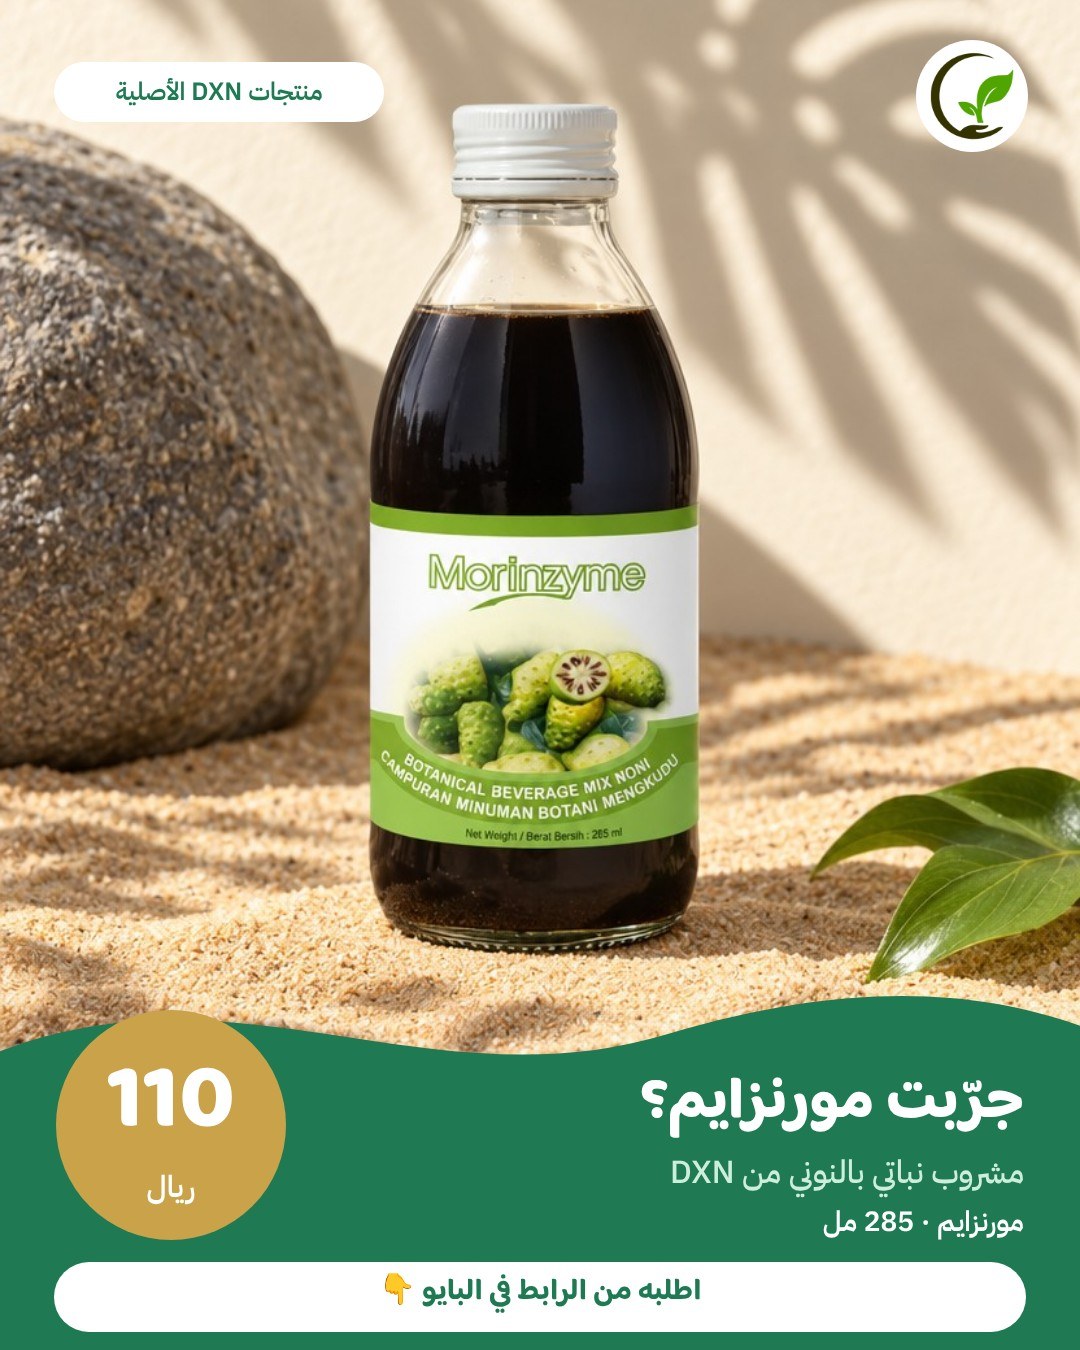 منتجات DXN الأصلية
Morinzyme
BOTANICAL BEVERAGE MIX NONI
CAMPURAN MINUMAN BOTANI MENGKUDU
Net Weight / Berat Bersih : 285 ml
جرّبت مورنزايم؟
مشروب نباتي بالنوني من DXN
مورنزايم · 285 مل
110
ريال
اطلبه من الرابط في البايو 👇